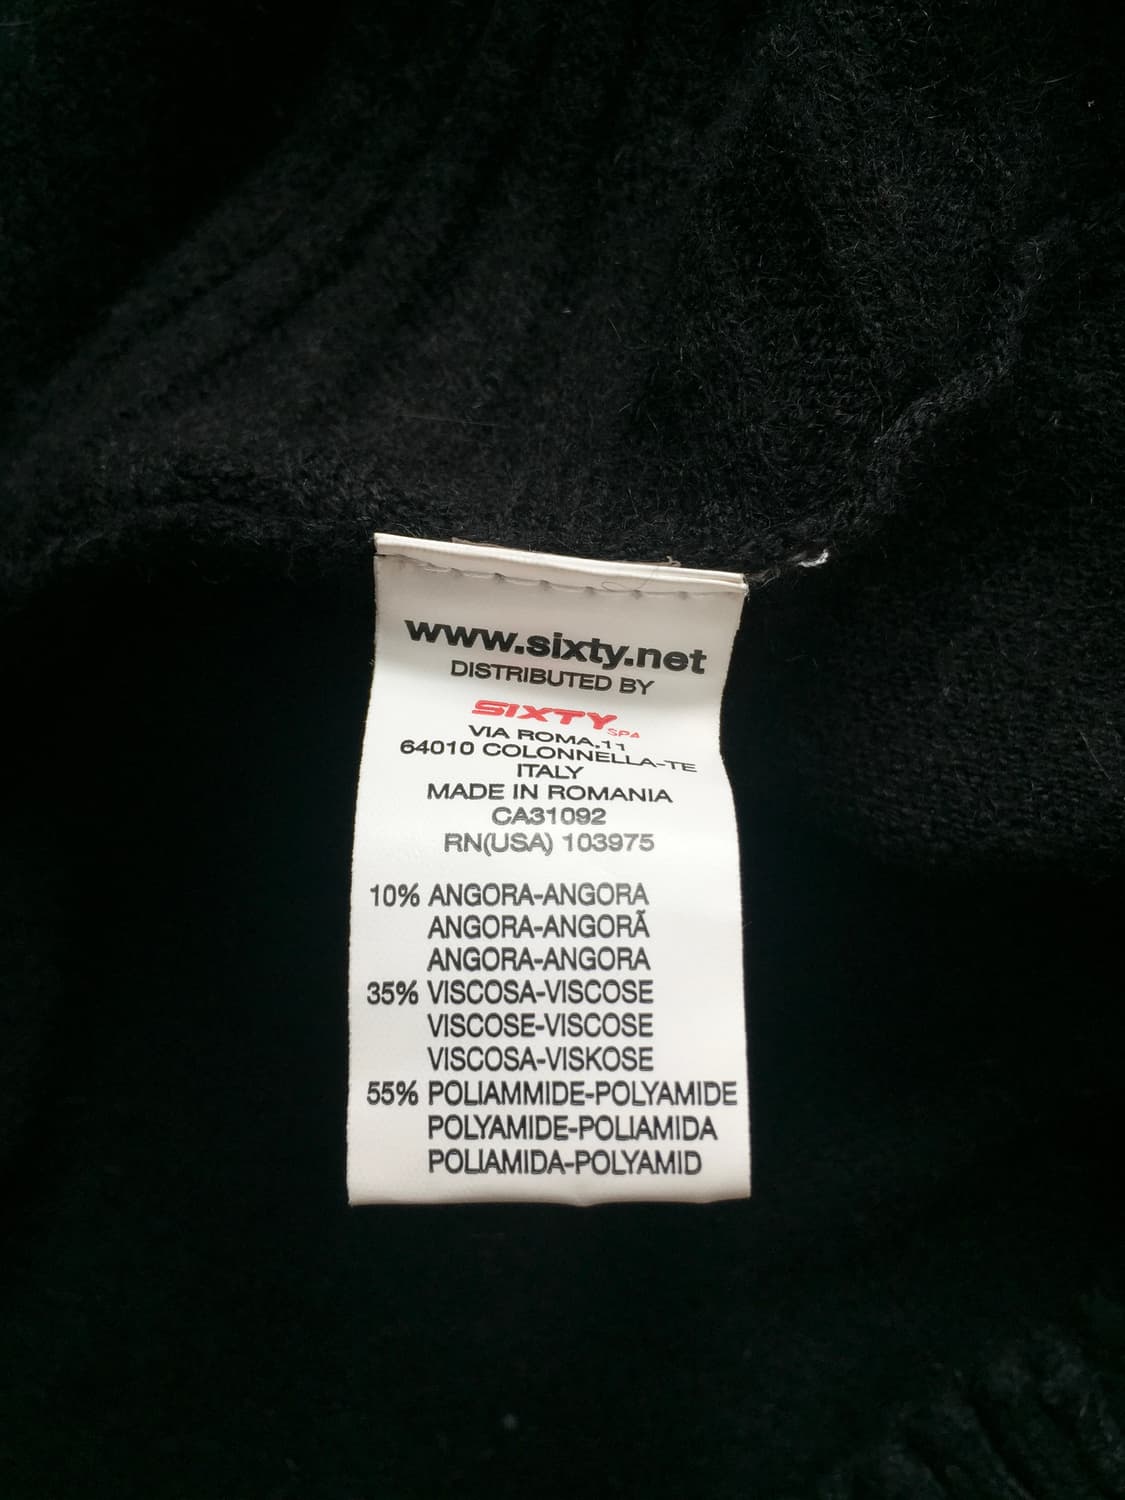 www.sixty.net
DISTRIBUTED BY
SIXTY SPA
VIA ROMA,11
64010 COLONNELLA-TE
ITALY
MADE IN ROMANIA
CA31092
RN(USA) 103975
10% ANGORA-ANGORA
ANGORA-ANGORÃ
ANGORA-ANGORA
35% VISCOSA-VISCOSE
VISCOSE-VISCOSE
VISCOSA-VISKOSE
55% POLIAMMIDE-POLYAMIDE
POLYAMIDE-POLIAMIDA
POLIAMIDA-POLYAMID